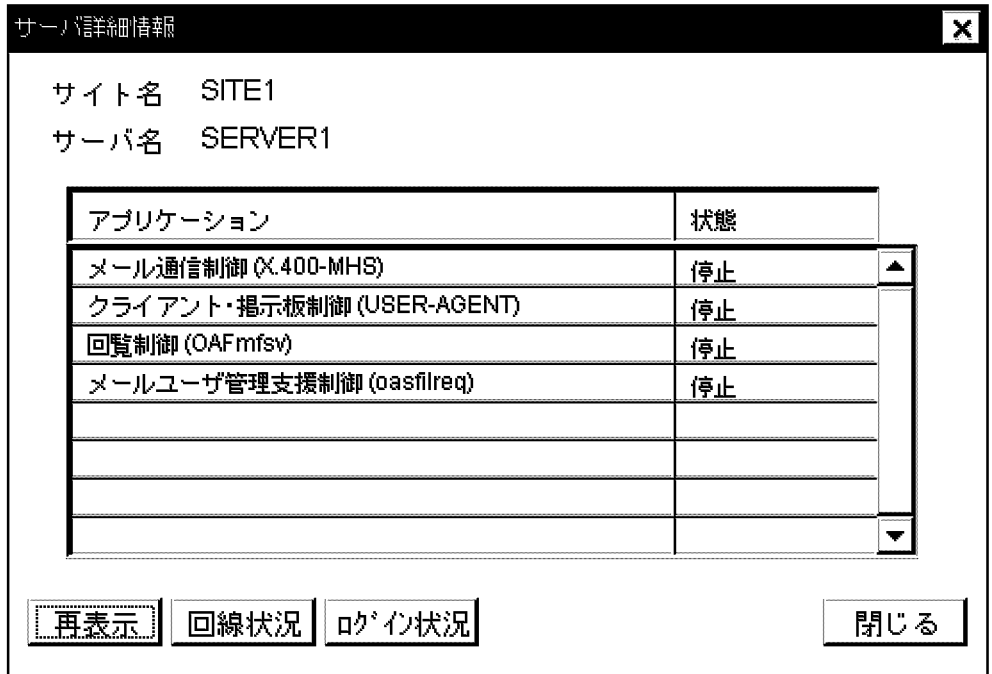 サーバ詳細情報
サイト名 SITE1
サーバ名 SERVER1
アプリケーション 状態
メール通信制御(X.400-MHS) 停止
クライアント・掲示板制御(USER-AGENT) 停止
回覧制御(OAFmfsv) 停止
メールユーザ管理支援制御(oasfilreq) 停止
再表示 回線状況 ﾛｸﾞｲﾝ状況 閉じる